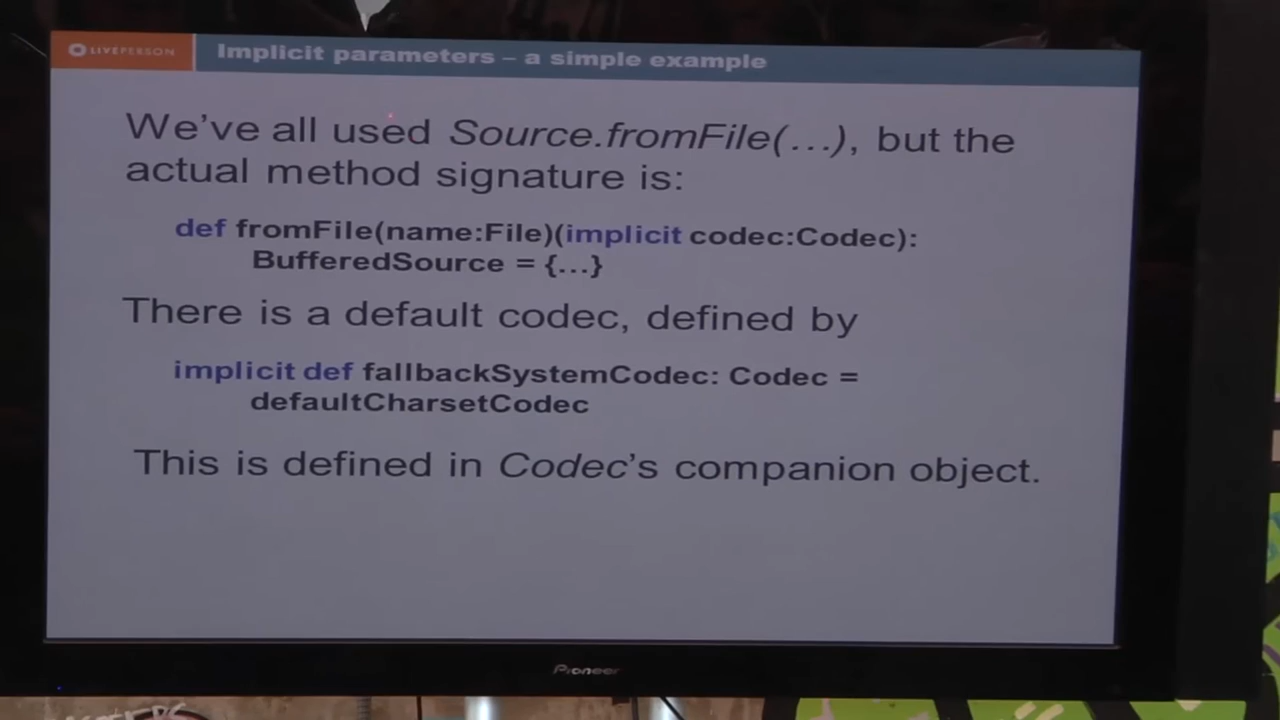 LIVEPERSON
Implicit parameters – a simple example
We've all used Source.fromFile(...), but the
actual method signature is:
def fromFile(name:File)(implicit codec:Codec):
BufferedSource = {...}
There is a default codec, defined by
implicit def fallbackSystemCodec: Codec =
defaultCharsetCodec
This is defined in Codec's companion object.
Pioneer